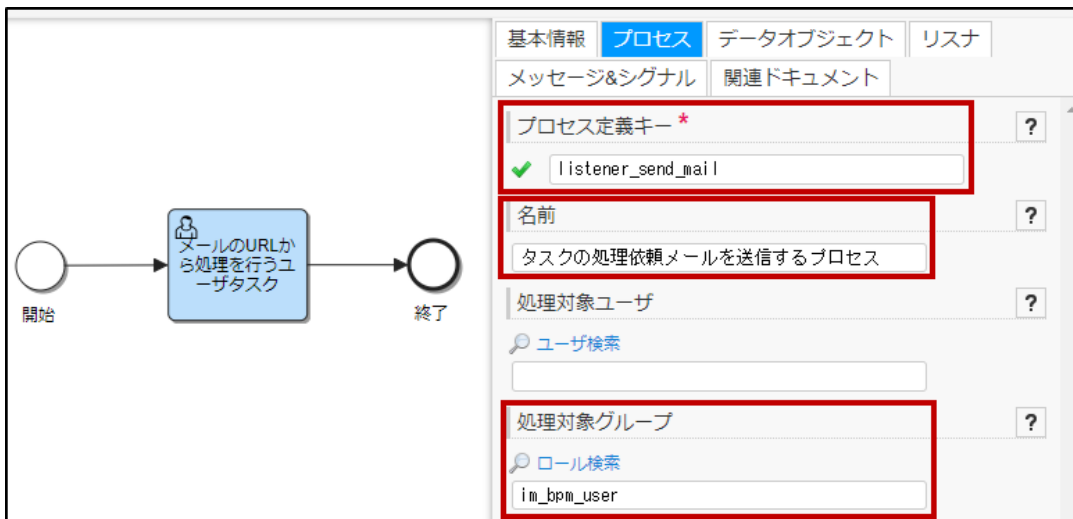 基本情報 プロセス データオブジェクト リスナ
メッセージ&シグナル 関連ドキュメント
プロセス定義キー * ?
listener_send_mail
名前 ?
タスクの処理依頼メールを送信するプロセス
処理対象ユーザ ?
ユーザ検索
処理対象グループ ?
ロール検索
im_bpm_user
メールのURLか
ら処理を行うユ
ーザタスク
開始
終了